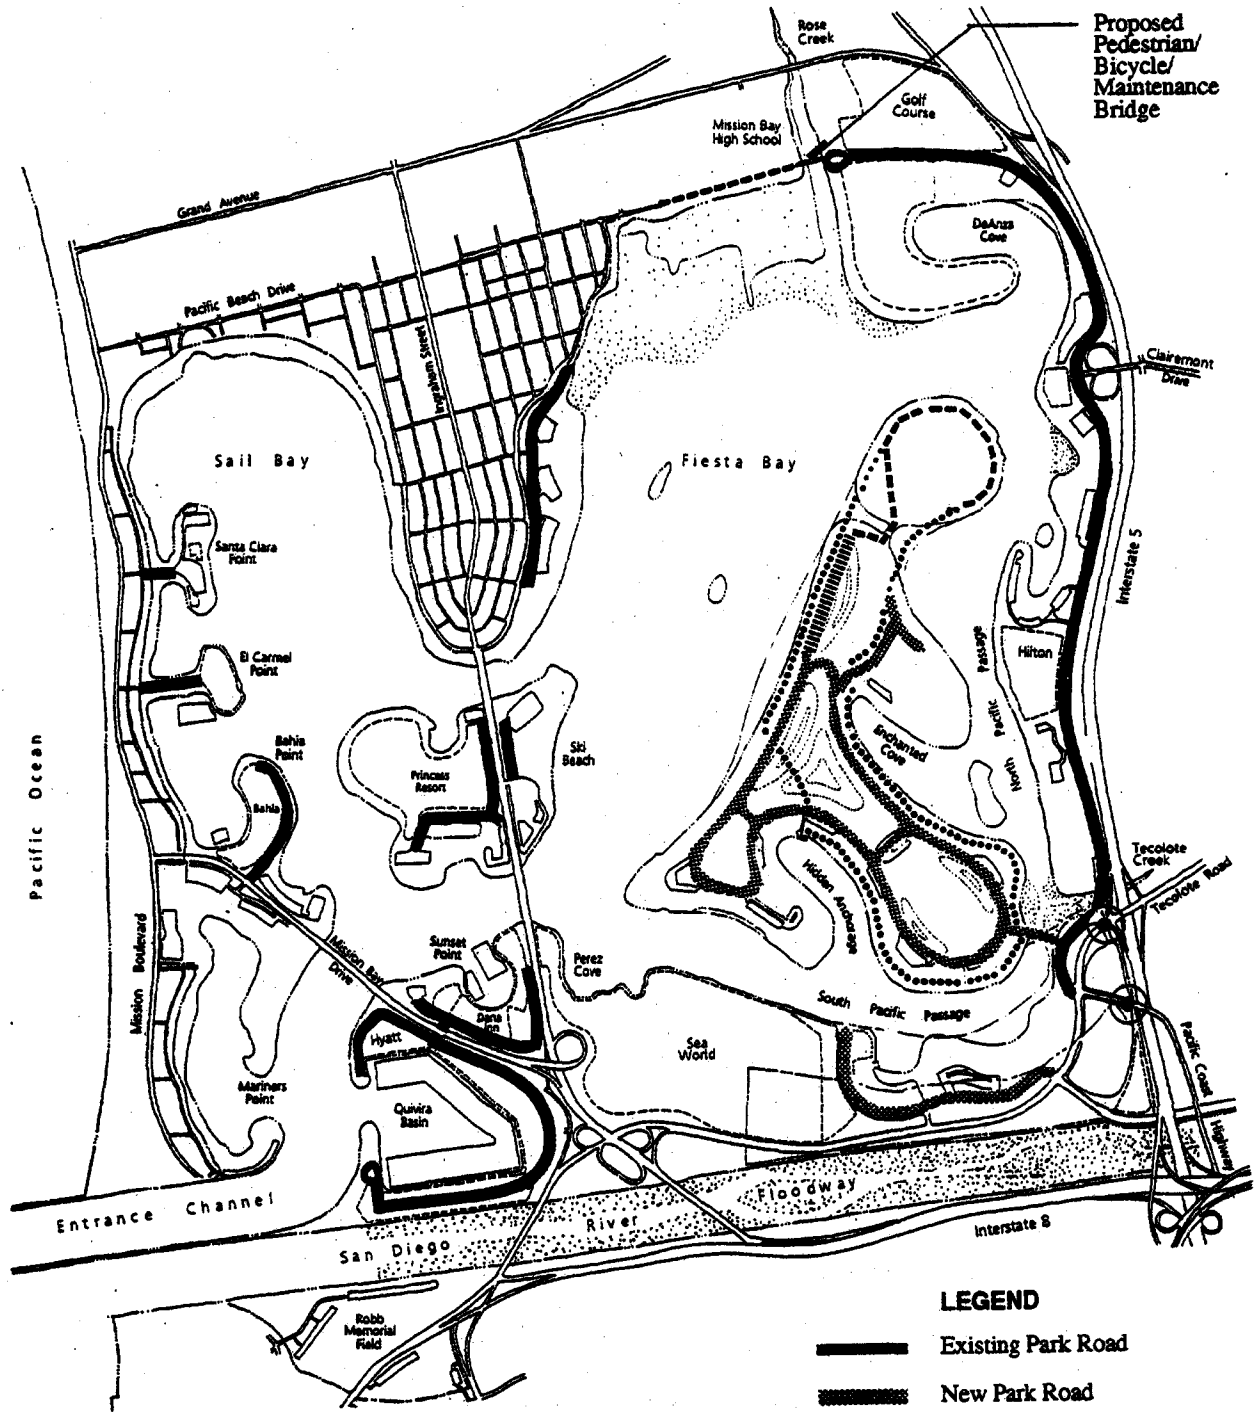 Rose
Creek
Proposed
Pedestrian/
Bicycle/
Maintenance
Bridge
Golf
Course
Mission Bay
High School
Grand Avenue
DeAnza
Cove
Pacific Beach Drive
Ingraham Street
Clairemont
Drive
Sail Bay
Fiesta Bay
Santa Clara
Point
Interstate 5
El Carmel
Point
Hilton
North Pacific Passage
Pacific Ocean
Bahia
Point
Bahia
Princess
Resort
Ski
Beach
Enchanted
Cove
Hidden Anchorage
Tecolote
Creek
Tecolote Road
Mission Boulevard
Mission Bay
Drive
Sunset
Point
Perez
Cove
Dana
Inn
Hyatt
South Pacific Passage
Sea
World
Pacific Coast Highway
Mariners
Point
Quivira
Basin
Entrance Channel
San Diego River Floodway
Interstate 8
Robb
Memorial
Field
LEGEND
Existing Park Road
New Park Road